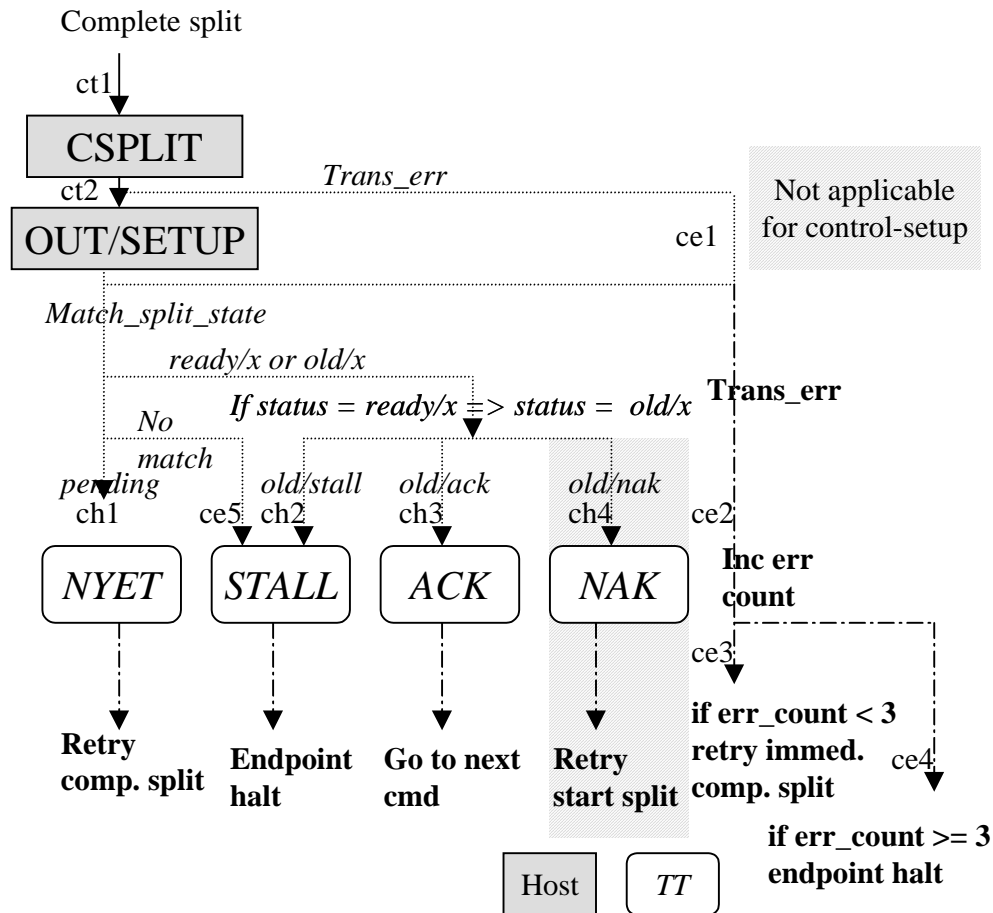 Complete split
ct1
CSPLIT
ct2
Trans_err
Not applicable
for control-setup
OUT/SETUP
ce1
Match_split_state
ready/x or old/x
Trans_err
If status = ready/x => status = old/x
No
match
pending
old/stall
old/ack
old/nak
ch1
ce5
ch2
ch3
ch4
ce2
NYET
STALL
ACK
NAK
Inc err
count
ce3
Retry
comp. split
Endpoint
halt
Go to next
cmd
Retry
start split
if err_count < 3
retry immed.
comp. split
ce4
if err_count >= 3
endpoint halt
Host
TT